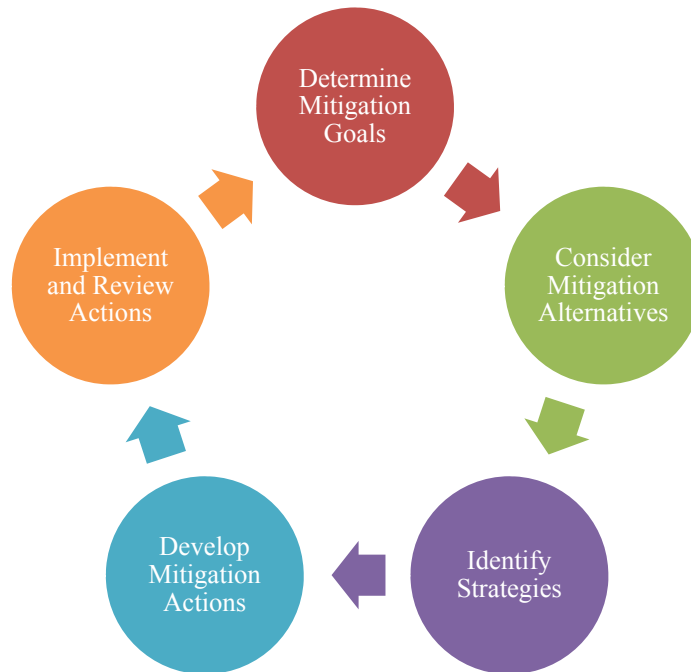 Determine
Mitigation
Goals
Consider
Mitigation
Alternatives
Identify
Strategies
Develop
Mitigation
Actions
Implement
and Review
Actions